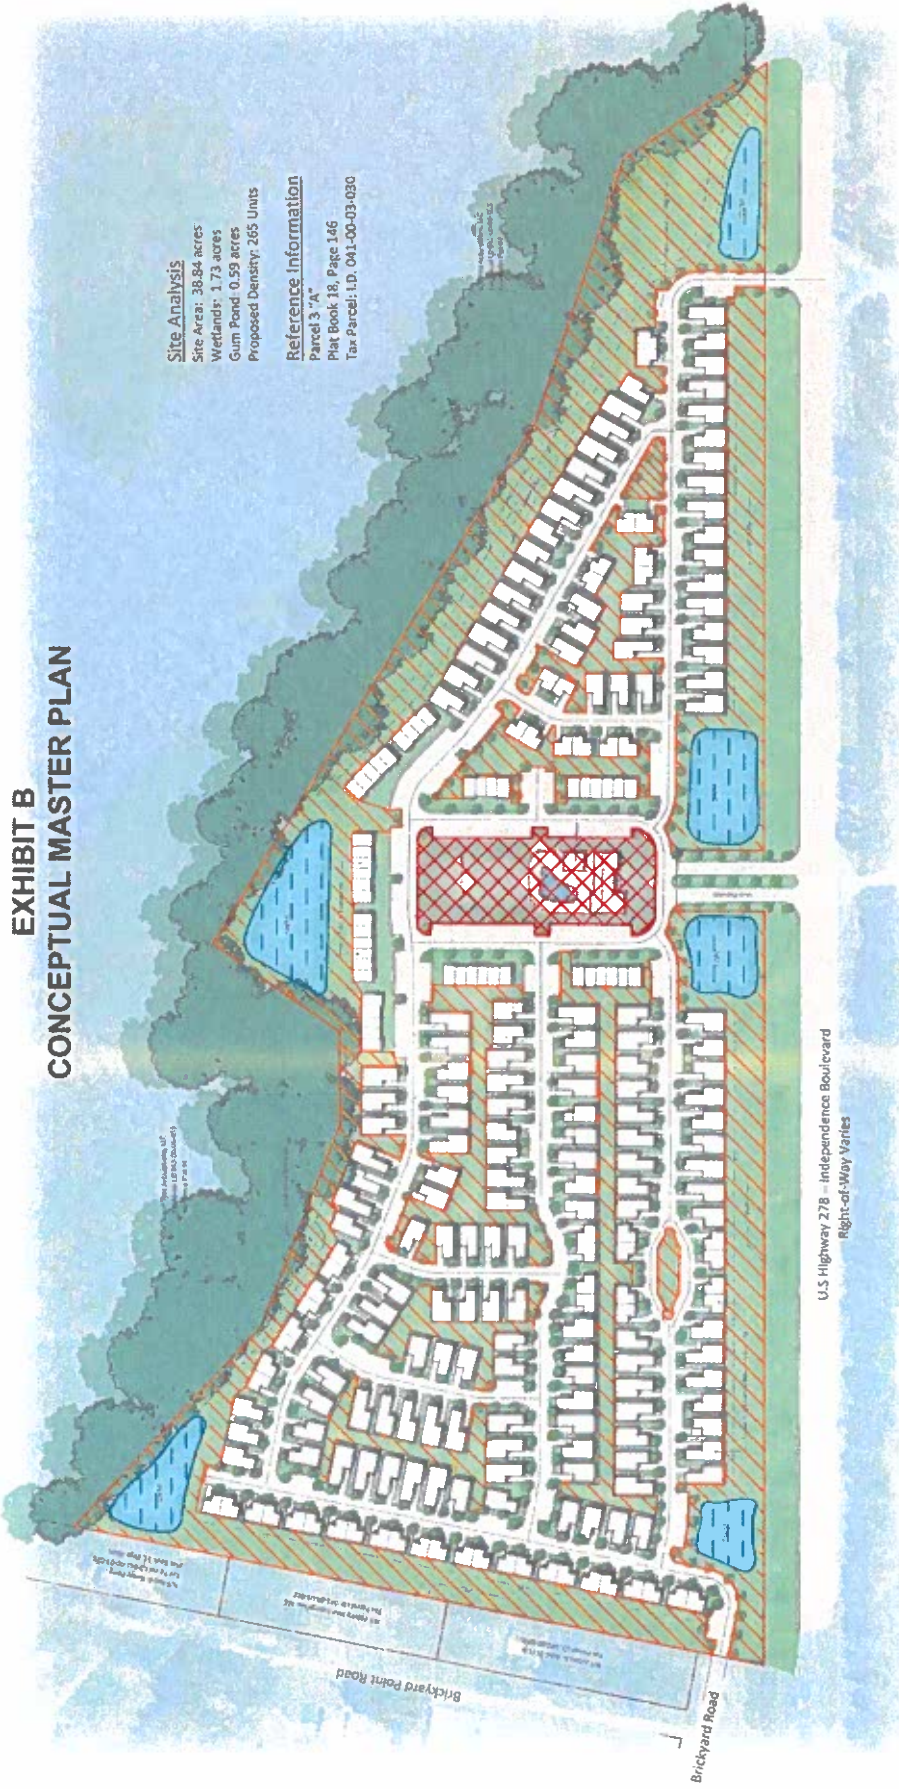 EXHIBIT B
CONCEPTUAL MASTER PLAN
Site Analysis
Site Area: 38.84 acres
Wetlands: 1.73 acres
Gum Pond: 0.59 acres
Proposed Density: 265 Units
Reference Information
Parcel 3 "A"
Plat Book 18, Page 146
Tax Parcel: I.D. 041-00-03-030
U.S Highway 278 – Independence Boulevard
Right-of-Way Varies
Brickyard Point Road
Brickyard Road